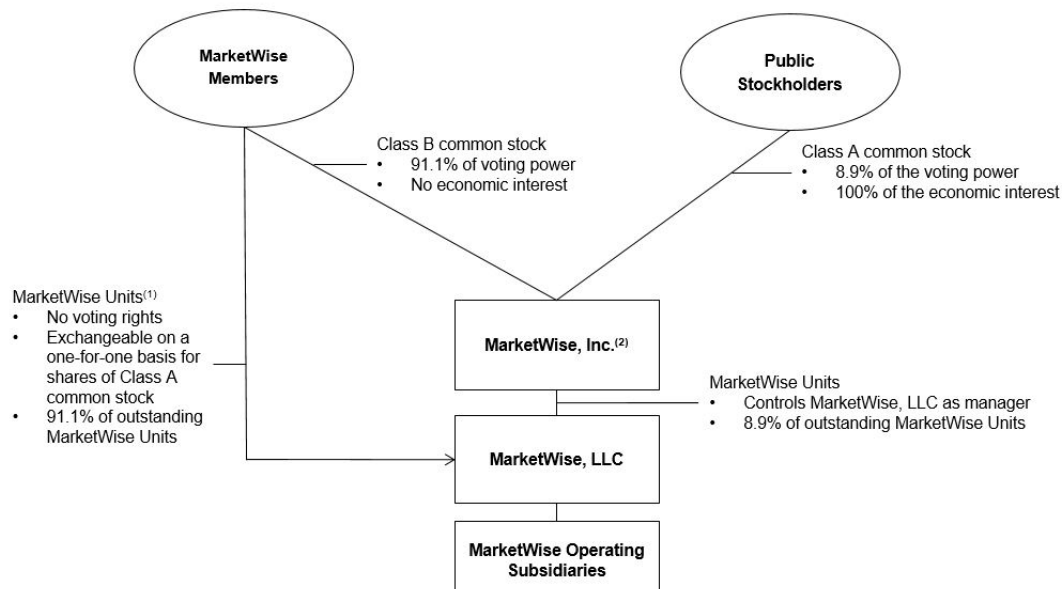 MarketWise
Members
Public
Stockholders
Class B common stock
• 91.1% of voting power
• No economic interest
Class A common stock
• 8.9% of the voting power
• 100% of the economic interest
MarketWise Units(1)
• No voting rights
• Exchangeable on a
one-for-one basis for
shares of Class A
common stock
• 91.1% of outstanding
MarketWise Units
MarketWise, Inc.(2)
MarketWise Units
• Controls MarketWise, LLC as manager
• 8.9% of outstanding MarketWise Units
MarketWise, LLC
MarketWise Operating
Subsidiaries